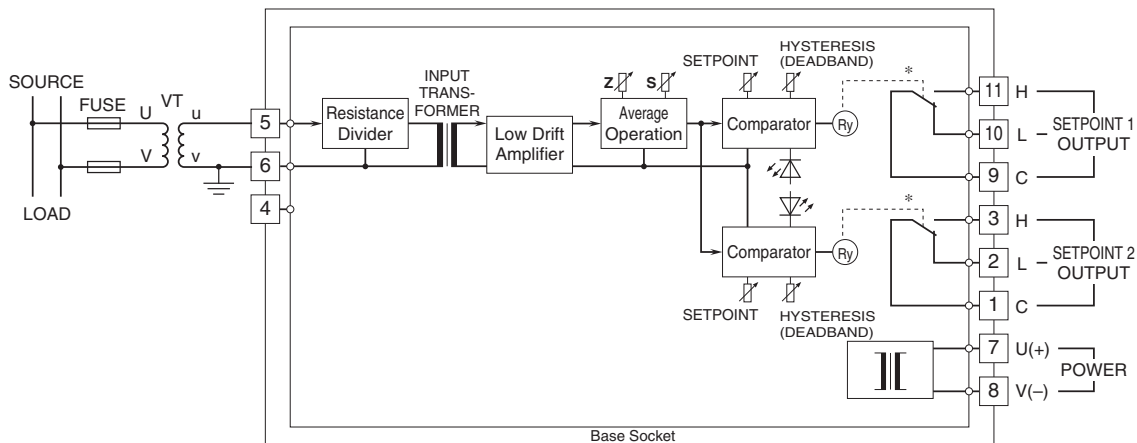 SOURCE
FUSE
U
VT
u
V
v
LOAD
5
6
4
Resistance
Divider
INPUT
TRANS-
FORMER
Low Drift
Amplifier
Z
S
Average
Operation
SETPOINT
HYSTERESIS
(DEADBAND)
Comparator
Ry
*
Comparator
Ry
*
SETPOINT
HYSTERESIS
(DEADBAND)
11 H
10 L
9 C
SETPOINT 1
OUTPUT
3 H
2 L
1 C
SETPOINT 2
OUTPUT
7 U(+)
8 V(–)
POWER
Base Socket